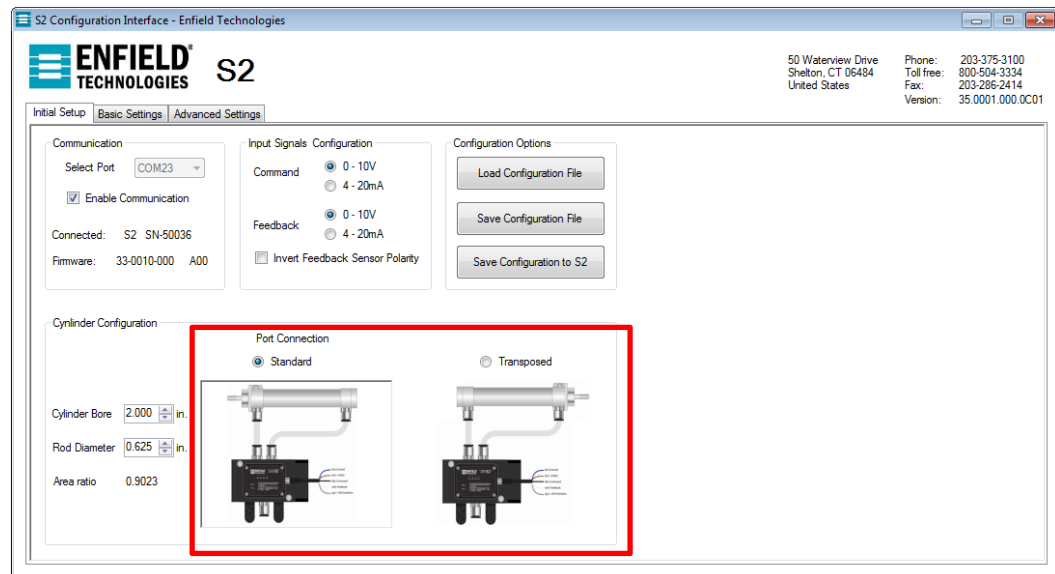 S2 Configuration Interface - Enfield Technologies
ENFIELD®
TECHNOLOGIES
S2
50 Waterview Drive
Shelton, CT 06484
United States
Phone: 203-375-3100
Toll free: 800-504-3334
Fax: 203-286-2414
Version: 35.0001.000.0C01
Initial Setup Basic Settings Advanced Settings
Communication
Select Port COM23
Enable Communication
Connected: S2 SN-50036
Firmware: 33-0010-000 A00
Input Signals Configuration
Command
0 - 10V
4 - 20mA
Feedback
0 - 10V
4 - 20mA
Invert Feedback Sensor Polarity
Configuration Options
Load Configuration File
Save Configuration File
Save Configuration to S2
Cynlinder Configuration
Port Connection
Standard
Transposed
Cylinder Bore 2.000 in.
Rod Diameter 0.625 in.
Area ratio 0.9023